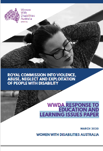 ROYAL COMMISSION INTO VIOLENCE,
ABUSE, NEGLECT AND EXPLOITATION
OF PEOPLE WITH DISABILITY
WWDA RESPONSE TO
EDUCATION AND
LEARNING ISSUES PAPER
MARCH 2020
WOMEN WITH DISABILITIES AUSTRALIA